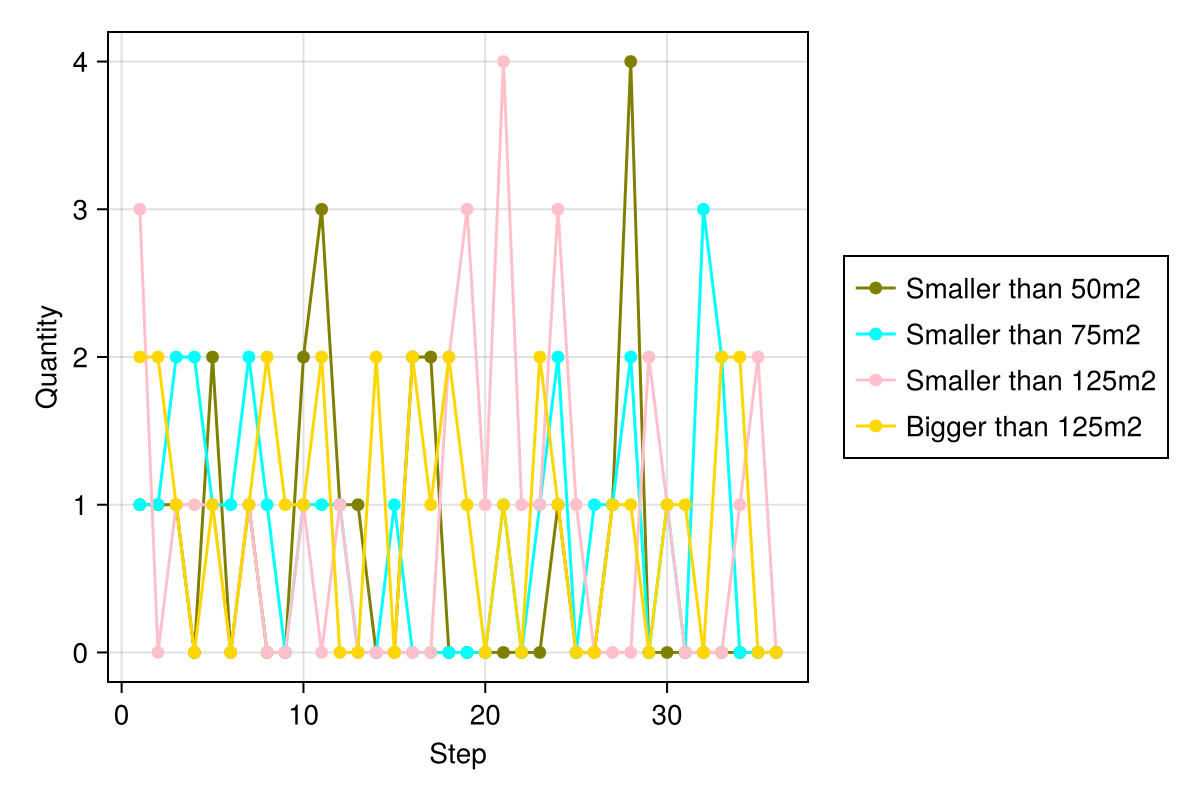 4
3
2
1
0
Quantity
0 10 20 30
Step
Smaller than 50m2
Smaller than 75m2
Smaller than 125m2
Bigger than 125m2